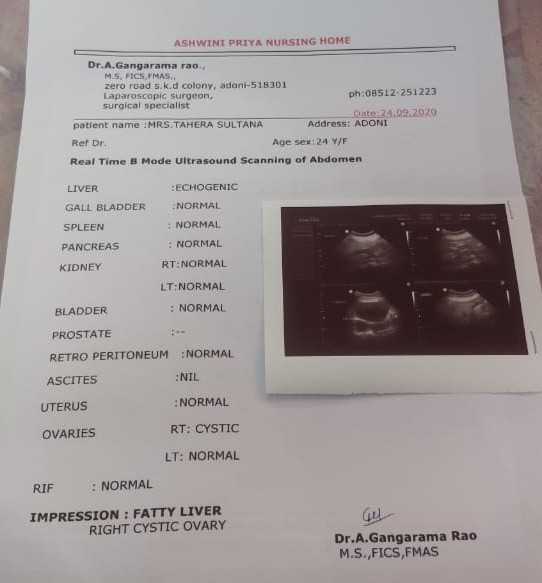 ASHWINI PRIYA NURSING HOME
Dr.A.Gangarama rao.,
M.S, FICS,FMAS.,
zero road s.k.d colony, adoni-518301
Laparoscopic surgeon,
surgical specialist
ph:08512-251223
Date:24.09.2020
patient name :MRS.TAHERA SULTANA Address: ADONI
Ref Dr. Age sex:24 Y/F
Real Time B Mode Ultrasound Scanning of Abdomen
LIVER :ECHOGENIC
GALL BLADDER :NORMAL
SPLEEN : NORMAL
PANCREAS : NORMAL
KIDNEY RT:NORMAL
LT:NORMAL
BLADDER : NORMAL
PROSTATE :--
RETRO PERITONEUM :NORMAL
ASCITES :NIL
UTERUS :NORMAL
OVARIES RT: CYSTIC
LT: NORMAL
RIF : NORMAL
IMPRESSION : FATTY LIVER
RIGHT CYSTIC OVARY
Dr.A.Gangarama Rao
M.S.,FICS,FMAS